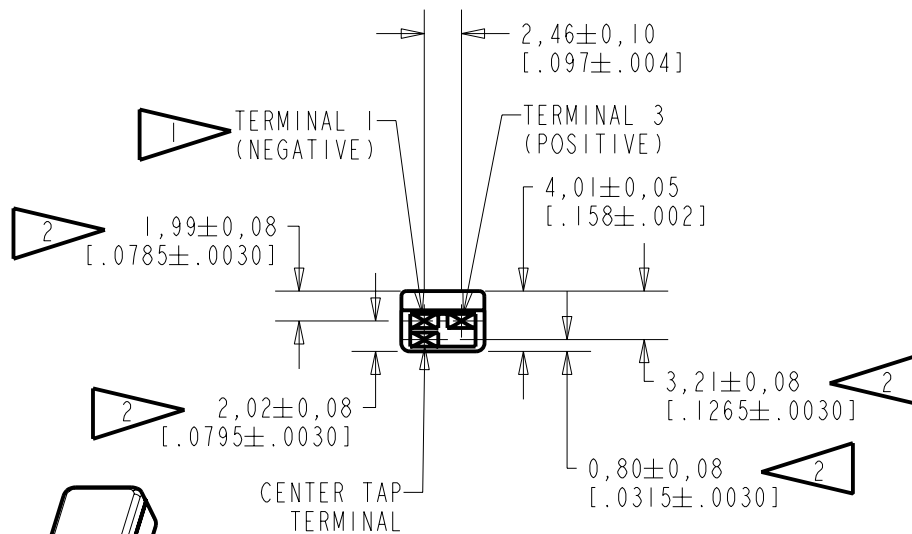 2,46±0,10
[.097±.004]
1
TERMINAL 1
(NEGATIVE)
TERMINAL 3
(POSITIVE)
4,01±0,05
[.158±.002]
2
1,99±0,08
[.0785±.0030]
3,21±0,08
[.1265±.0030]
2
2
2,02±0,08
[.0795±.0030]
0,80±0,08
[.0315±.0030]
2
CENTER TAP
TERMINAL